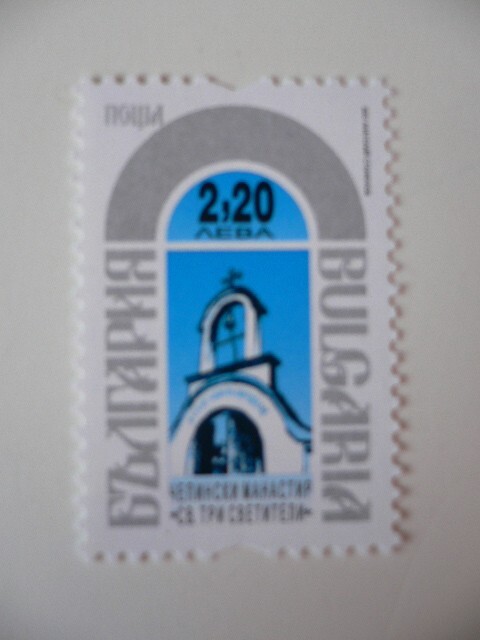 поща
2,20
ЛЕВА
БЪЛГАРИЯ
BULGARIA
ЧЕПИНСКИ МАНАСТИР
"СВ. ТРИ СВЕТИТЕЛИ"